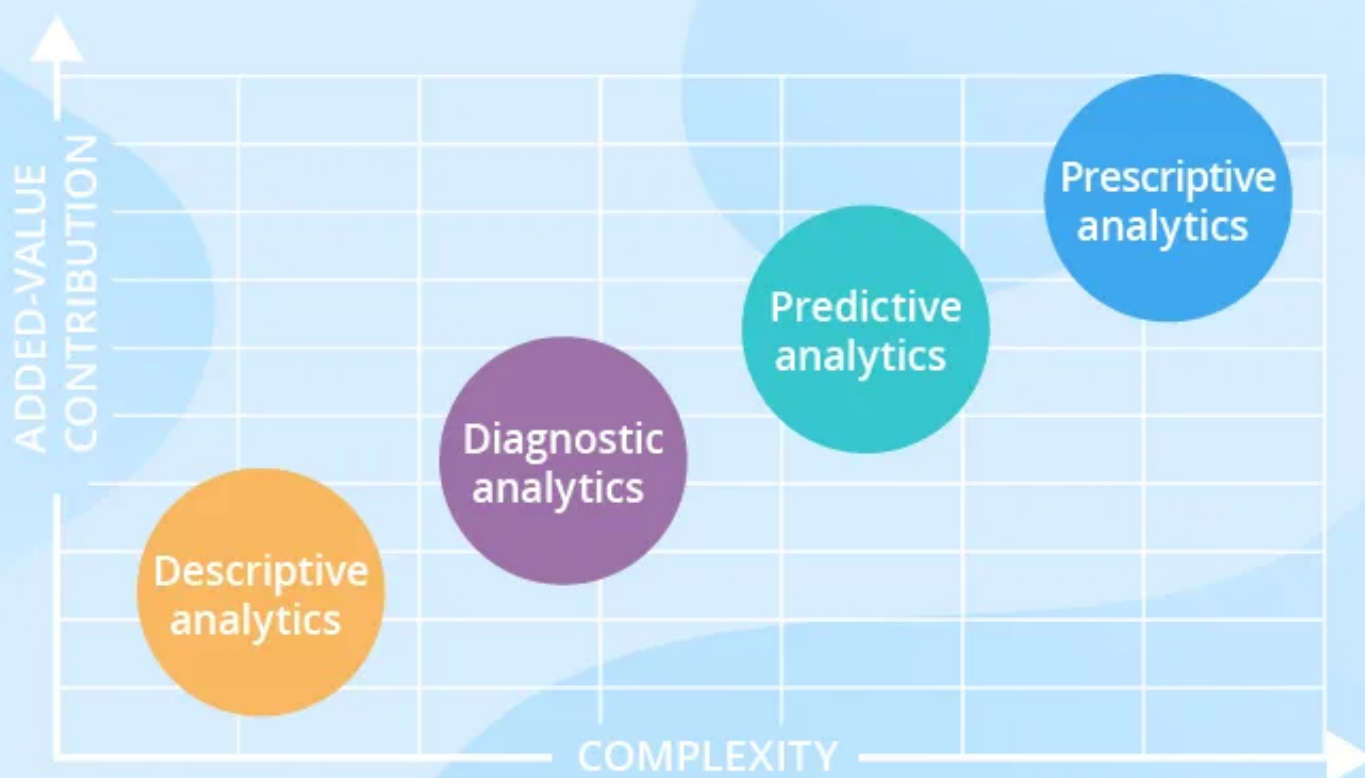 ADDED-VALUE
CONTRIBUTION
Prescriptive
analytics
Predictive
analytics
Diagnostic
analytics
Descriptive
analytics
COMPLEXITY